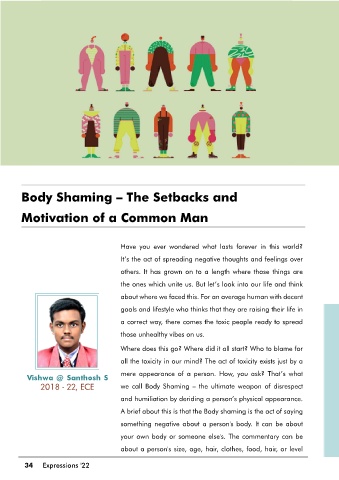 Body Shaming – The Setbacks and
Motivation of a Common Man
Have you ever wondered what lasts forever in this world?
It's the act of spreading negative thoughts and feelings over
others. It has grown on to a length where those things are
the ones which unite us. But let's look into our life and think
about where we faced this. For an average human with decent
goals and lifestyle who thinks that they are raising their life in
a correct way, there comes the toxic people ready to spread
those unhealthy vibes on us.
Where does this go? Where did it all start? Who to blame for
all the toxicity in our mind? The act of toxicity exists just by a
mere appearance of a person. How, you ask? That's what
we call Body Shaming – the ultimate weapon of disrespect
and humiliation by deriding a person's physical appearance.
A brief about this is that the Body shaming is the act of saying
something negative about a person's body. It can be about
your own body or someone else's. The commentary can be
about a person's size, age, hair, clothes, food, hair, or level
Vishwa @ Santhosh S
2018 - 22, ECE
34 Expressions '22